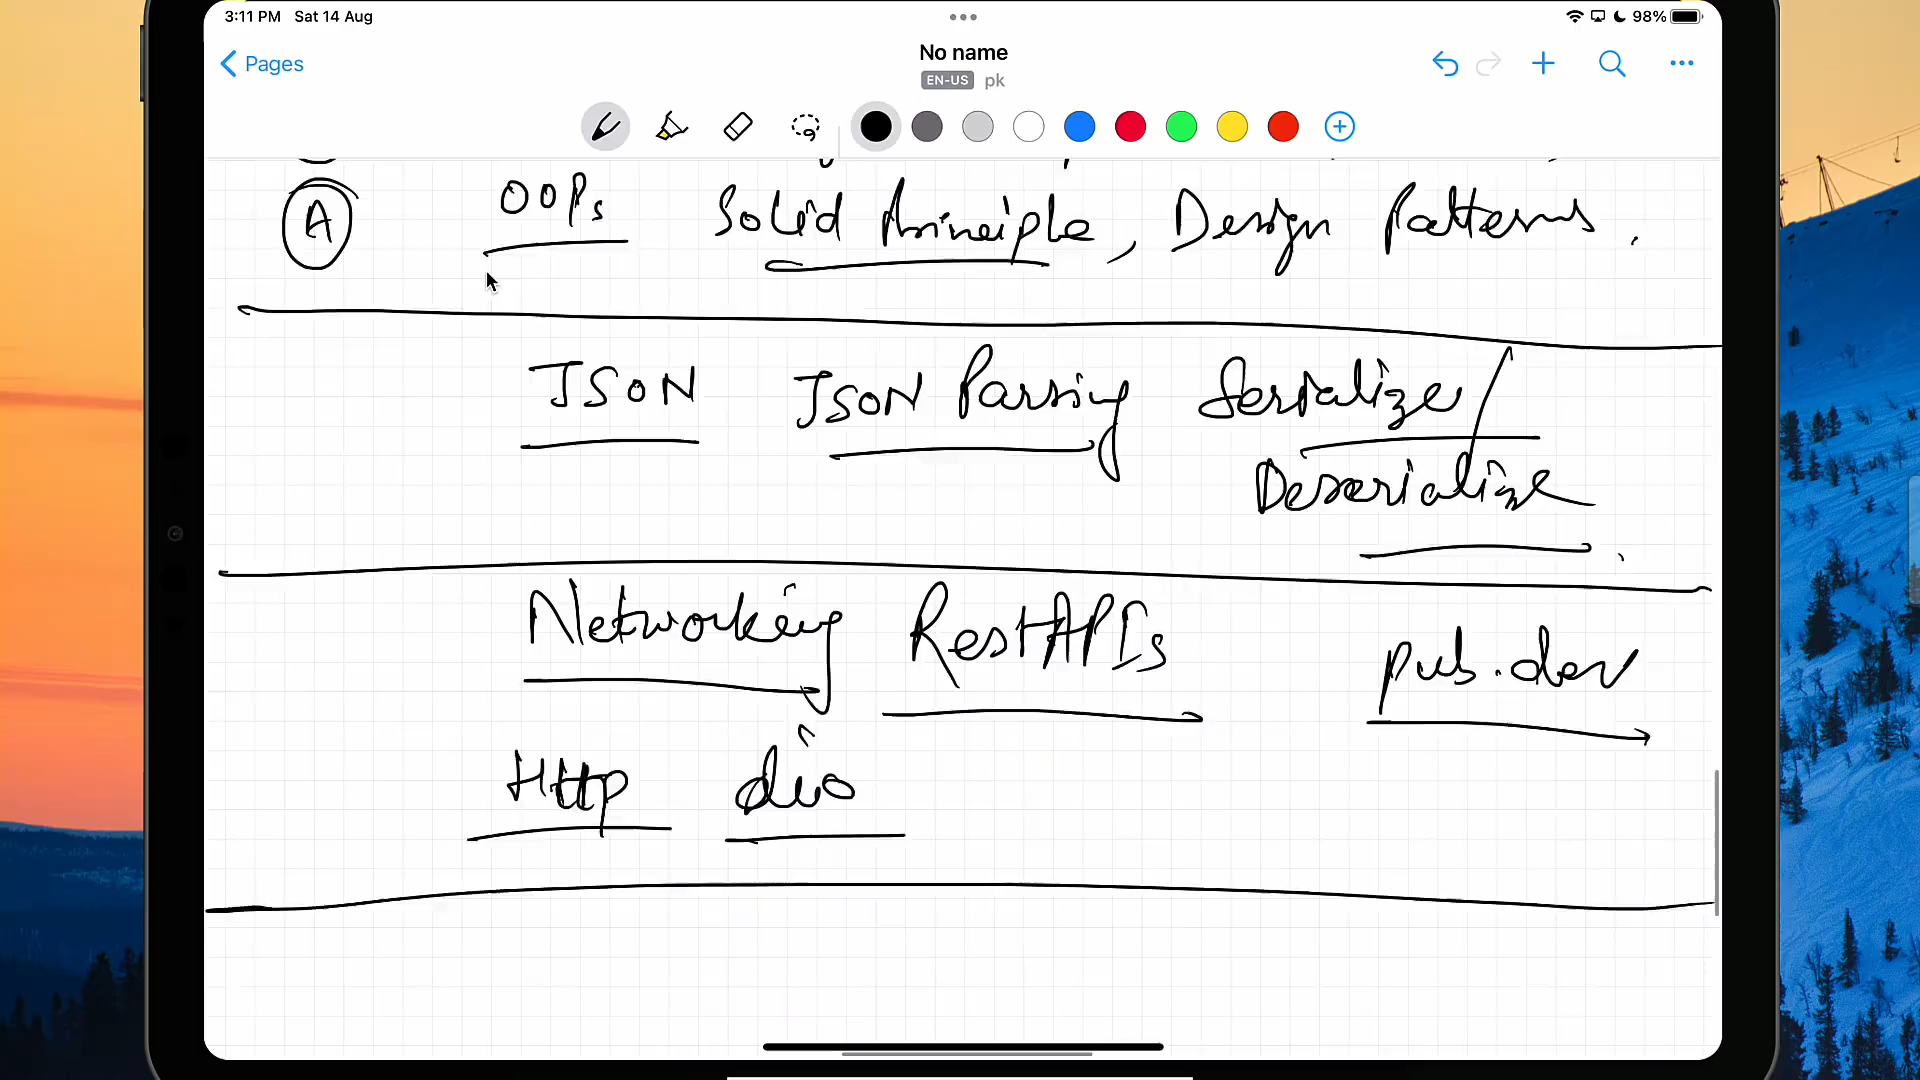 3:11 PM Sat 14 Aug 98%
Pages
No name
EN-US pk
A OOPs Solid Principle, Design Patterns.
JSON JSON Parsing Serialize/
Deserialize
Networking RestAPIs pub.dev
Http dio